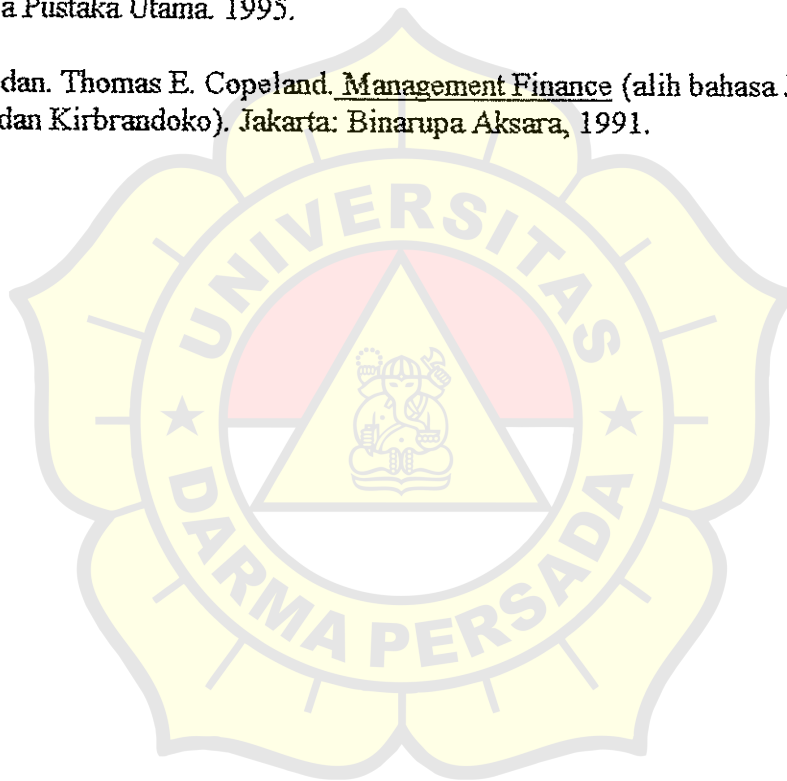 a Pustaka Utama. 1995.
dan. Thomas E. Copeland. Management Finance (alih bahasa J
dan Kirbrandoko). Jakarta: Binarupa Aksara, 1991.
UNIVERSITAS
DARMA PERSADA